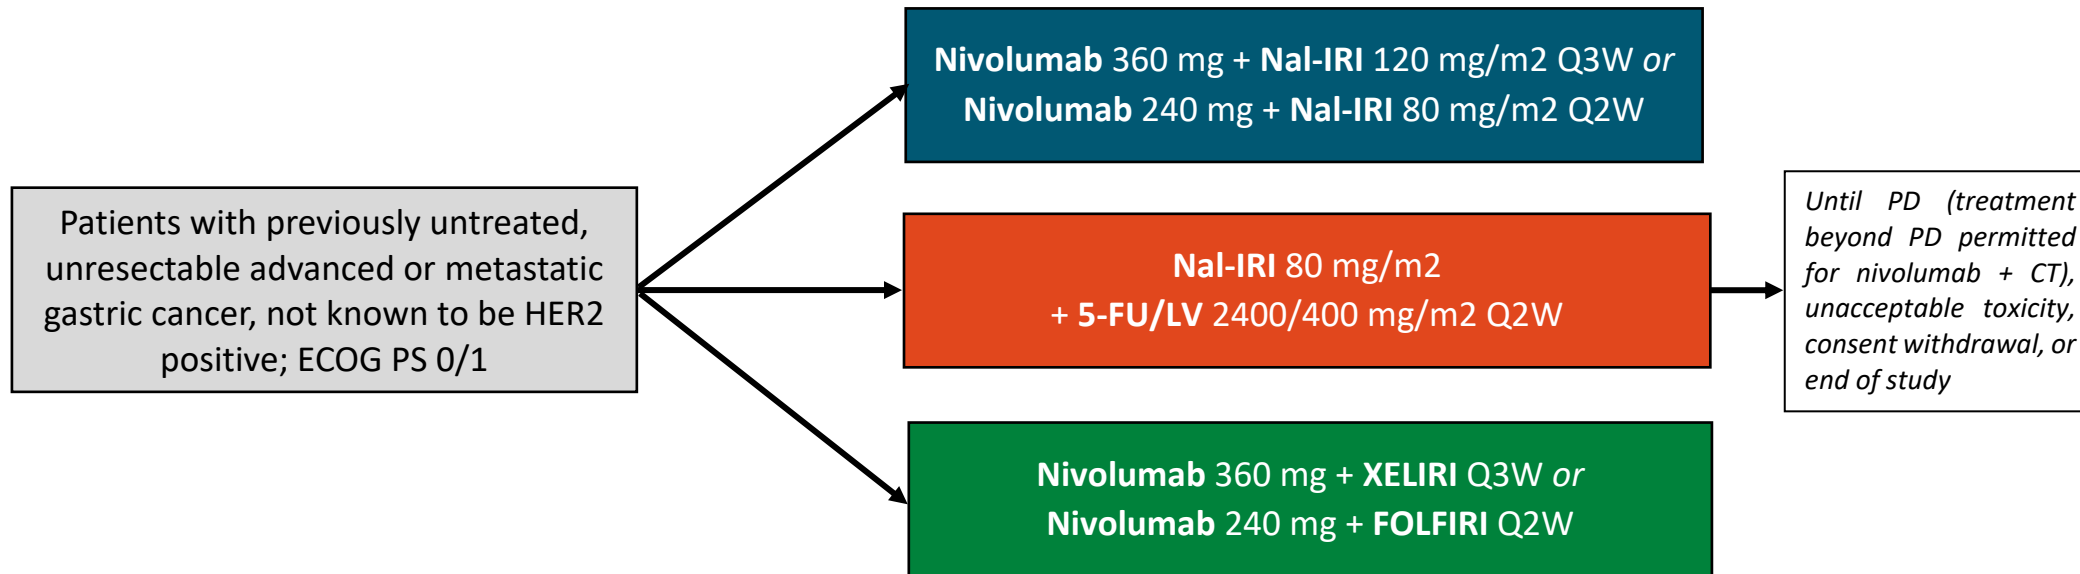 Patients with previously untreated,
unresectable advanced or metastatic
gastric cancer, not known to be HER2
positive; ECOG PS 0/1
Nivolumab 360 mg + Nal-IRI 120 mg/m2 Q3W or
Nivolumab 240 mg + Nal-IRI 80 mg/m2 Q2W
Nal-IRI 80 mg/m2
+ 5-FU/LV 2400/400 mg/m2 Q2W
Nivolumab 360 mg + XELIRI Q3W or
Nivolumab 240 mg + FOLFIRI Q2W
Until PD (treatment
beyond PD permitted
for nivolumab + CT),
unacceptable toxicity,
consent withdrawal, or
end of study